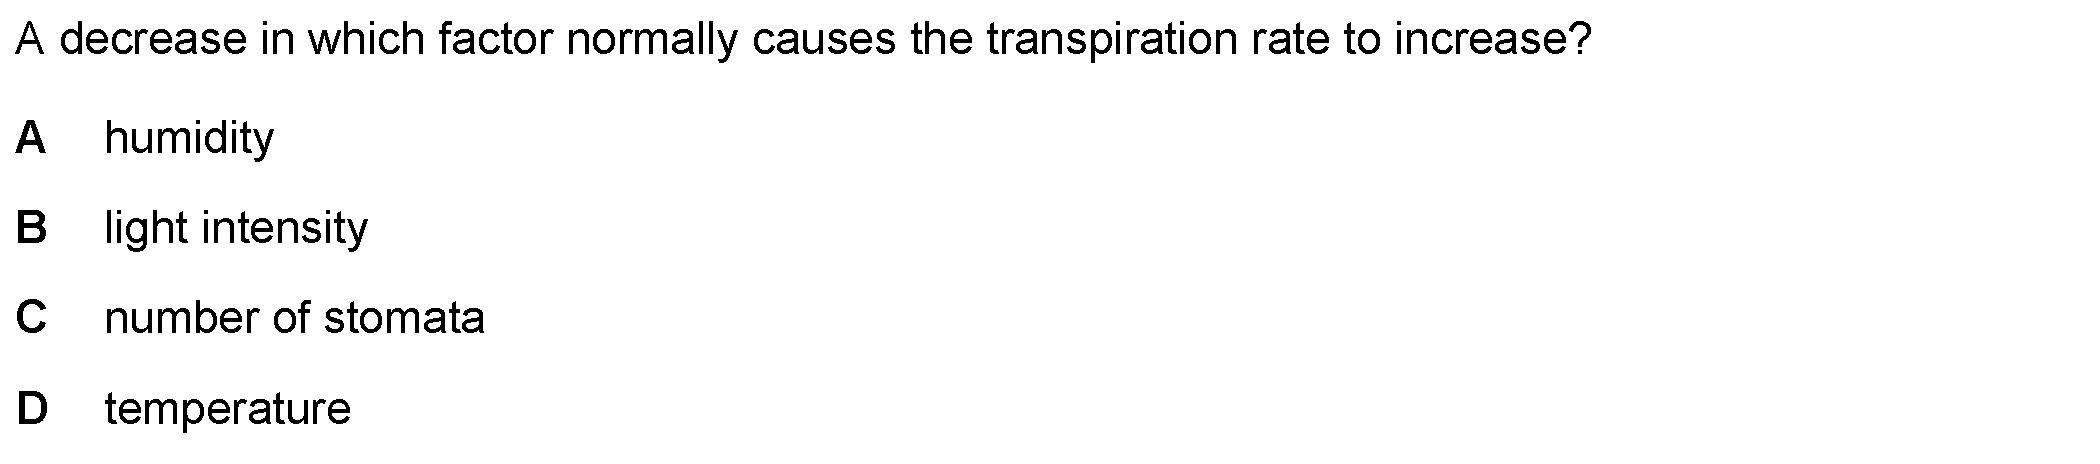 A decrease in which factor normally causes the transpiration rate to increase?
A humidity
B light intensity
C number of stomata
D temperature